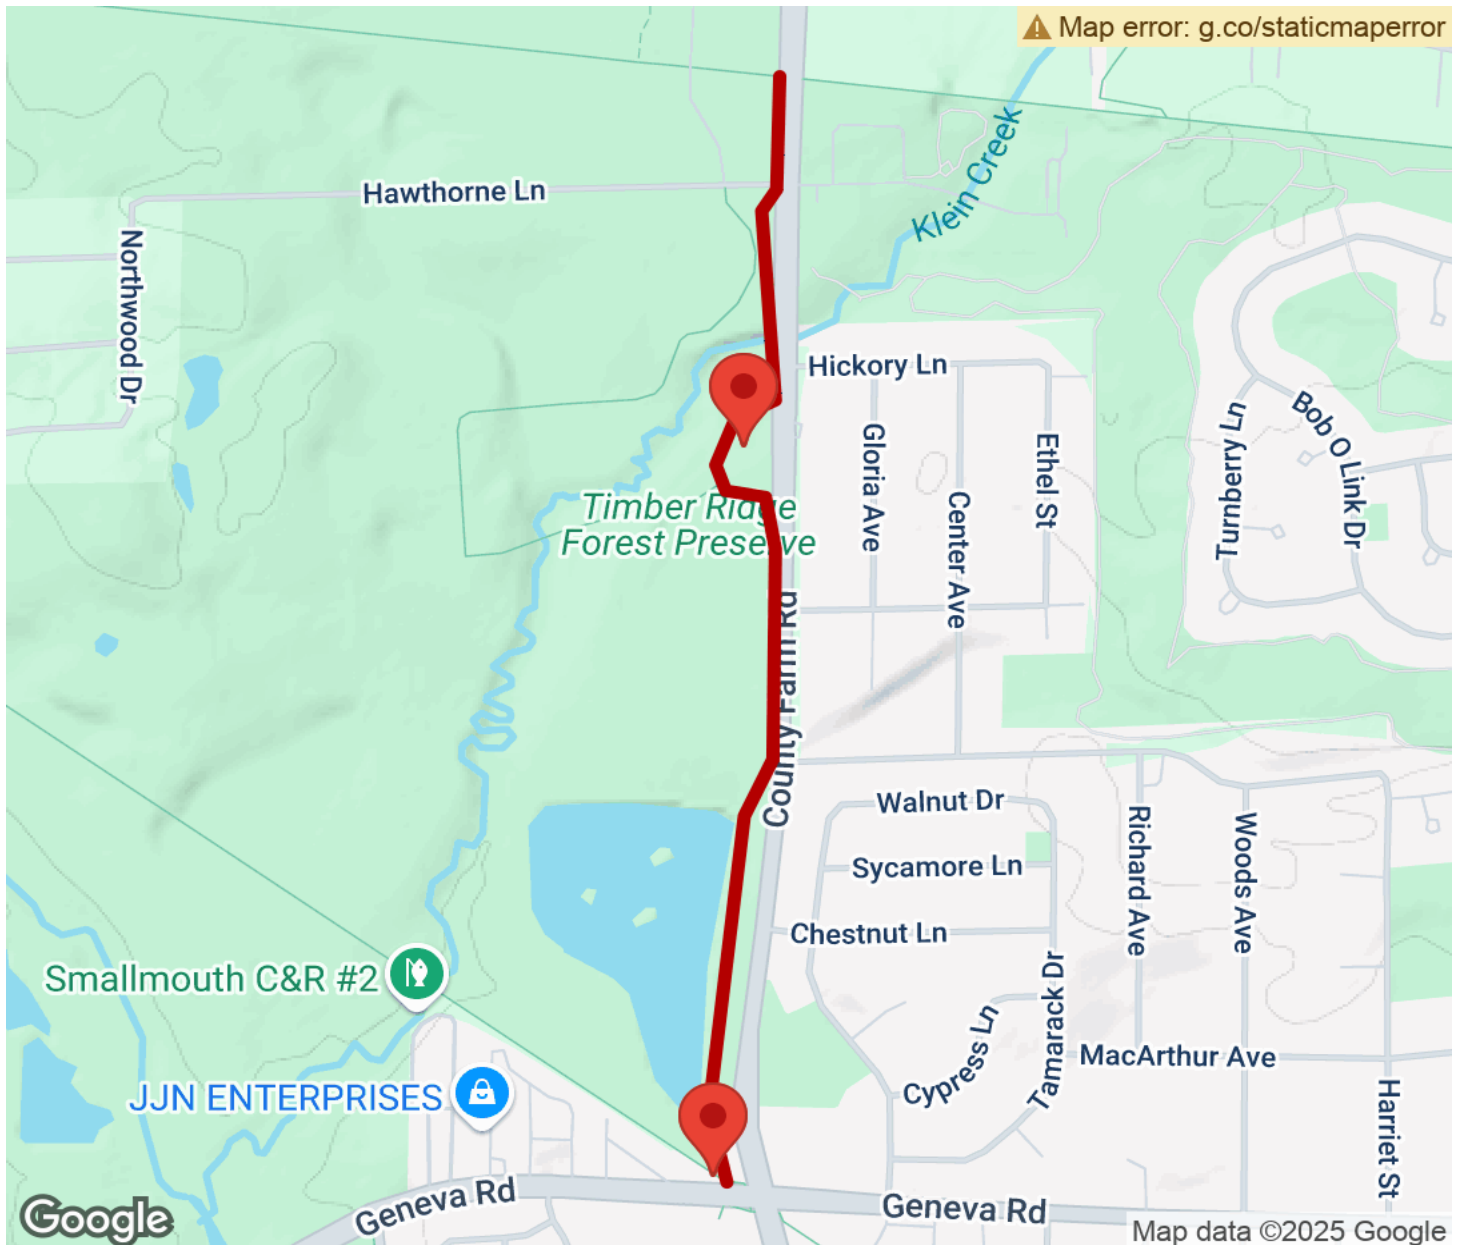 Map error: g.co/staticmaperror
Hawthorne Ln
Klein Creek
Northwood Dr
Hickory Ln
Bob O Link Dr
Turnberry Ln
Gloria Ave
Ethel St
Center Ave
Timber Ridge
Forest Preserve
County Farm Rd
Walnut Dr
Richard Ave
Woods Ave
Sycamore Ln
Chestnut Ln
Smallmouth C&R #2
Tamarack Dr
Cypress Ln
MacArthur Ave
JJN ENTERPRISES
Harriet St
Geneva Rd
Geneva Rd
Google
Map data ©2025 Google